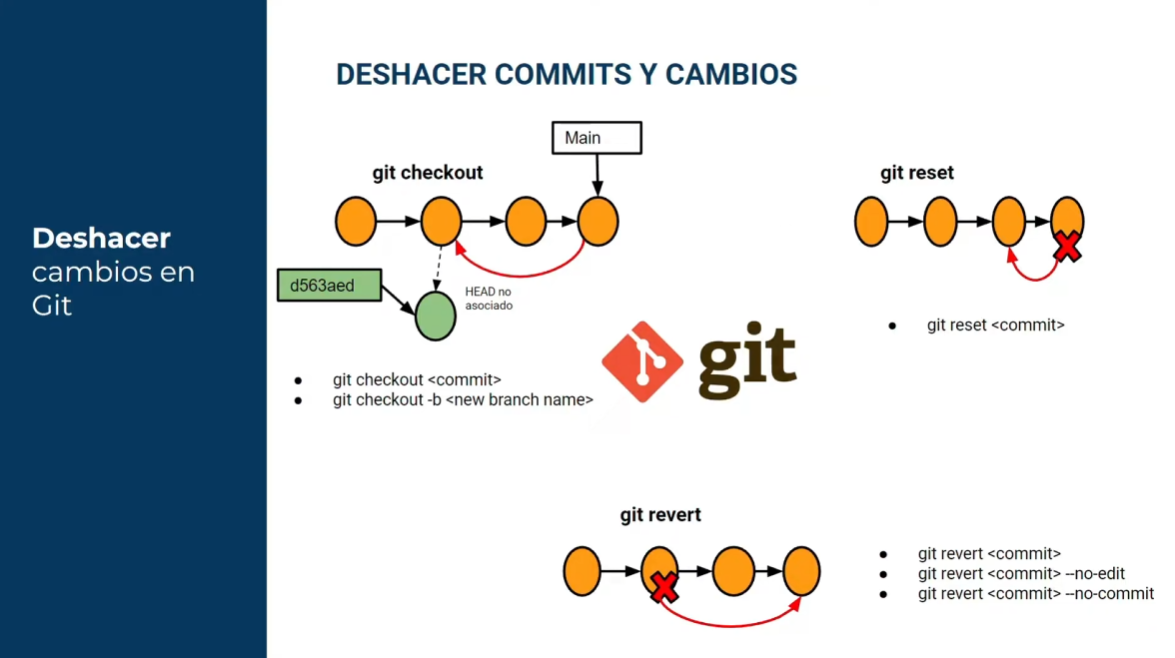 DESHACER COMMITS Y CAMBIOS
Deshacer
cambios en
Git
Main
git checkout
d563aed
HEAD no
asociado
git checkout <commit>
git checkout -b <new branch name>
git
git reset
git reset <commit>
git revert
git revert <commit>
git revert <commit> --no-edit
git revert <commit> --no-commit